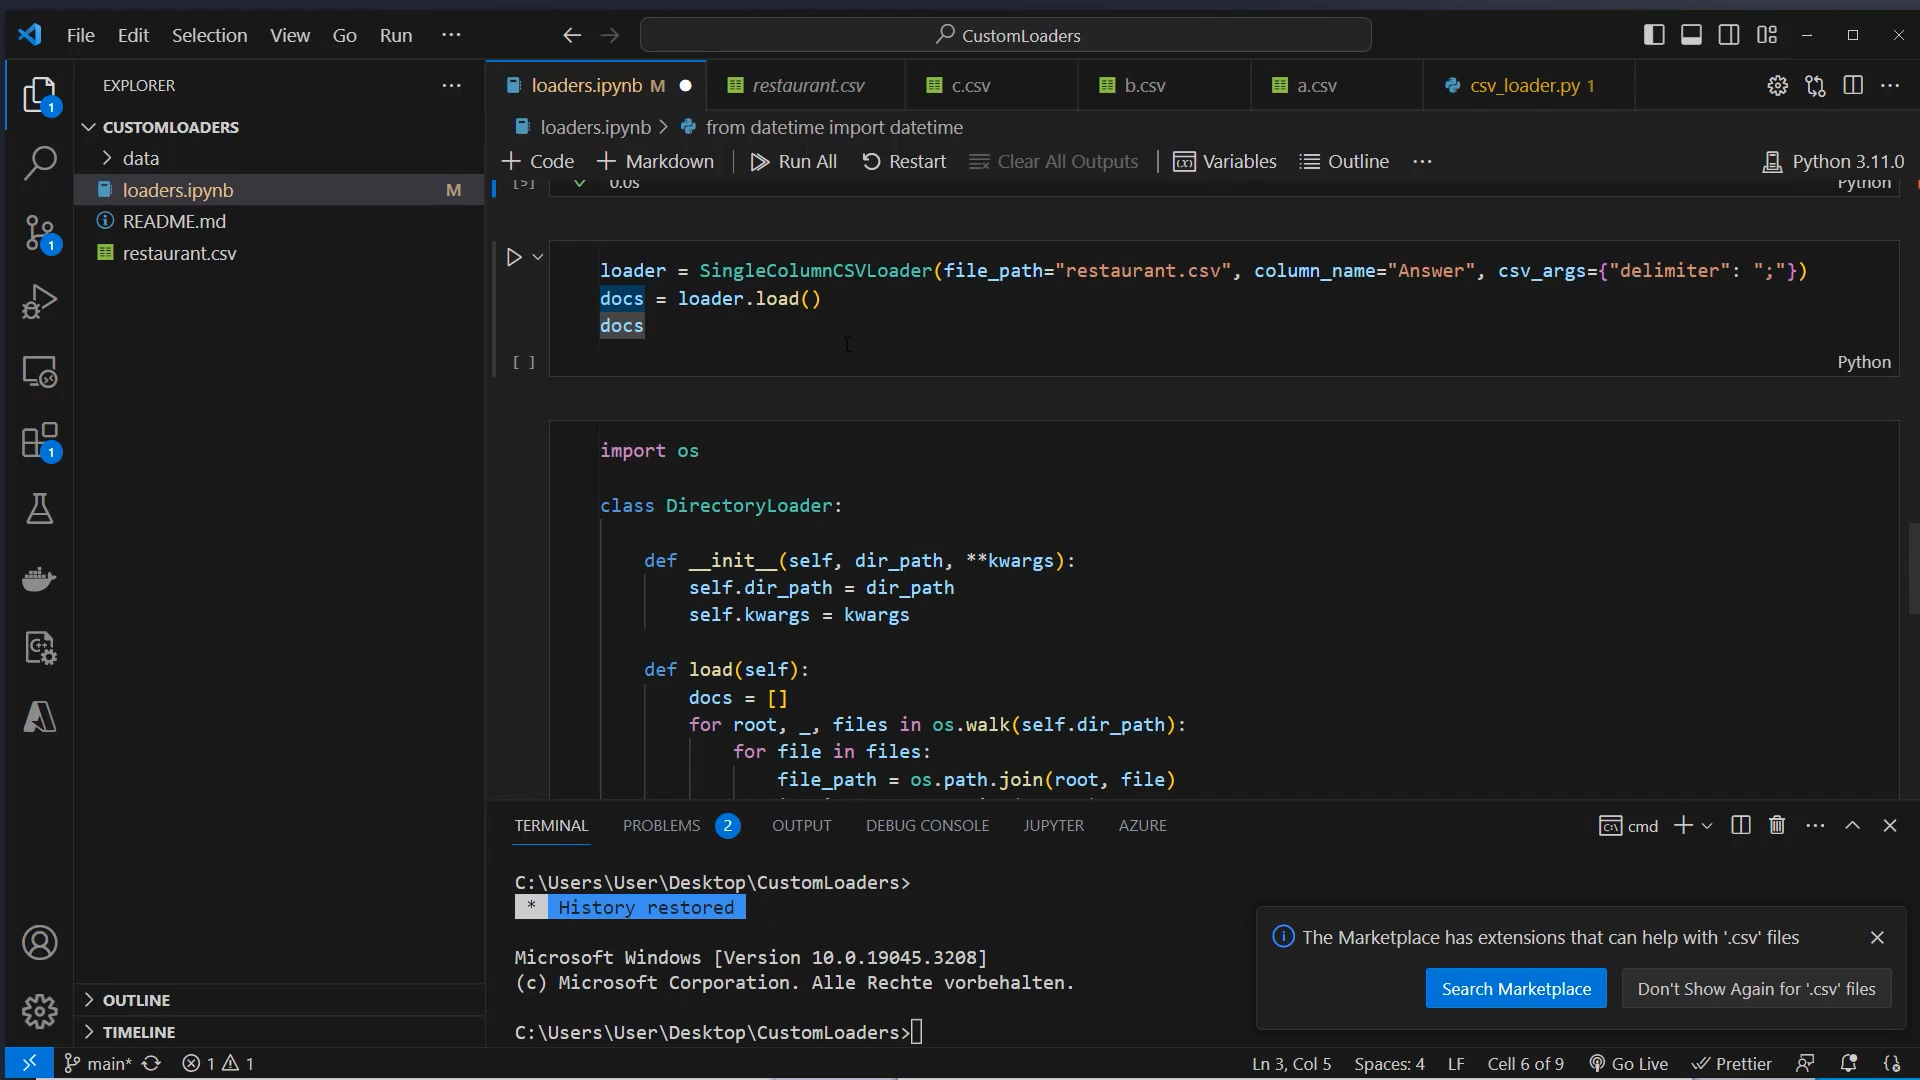 File Edit Selection View Go Run ···
CustomLoaders
EXPLORER
CUSTOMLOADERS
data
loaders.ipynb M
README.md
restaurant.csv
OUTLINE
TIMELINE
loaders.ipynb M restaurant.csv c.csv b.csv a.csv csv_loader.py 1
loaders.ipynb > from datetime import datetime
+ Code + Markdown Run All Restart Clear All Outputs Variables Outline ··· Python 3.11.0
[5] 0.0s Python
loader = SingleColumnCSVLoader(file_path="restaurant.csv", column_name="Answer", csv_args={"delimiter": ";"})
docs = loader.load()
docs
[ ] Python
import os
class DirectoryLoader:
def __init__(self, dir_path, **kwargs):
self.dir_path = dir_path
self.kwargs = kwargs
def load(self):
docs = []
for root, _, files in os.walk(self.dir_path):
for file in files:
file_path = os.path.join(root, file)
TERMINAL PROBLEMS 2 OUTPUT DEBUG CONSOLE JUPYTER AZURE cmd
C:\Users\User\Desktop\CustomLoaders>
* History restored
Microsoft Windows [Version 10.0.19045.3208]
(c) Microsoft Corporation. Alle Rechte vorbehalten.
C:\Users\User\Desktop\CustomLoaders>
The Marketplace has extensions that can help with '.csv' files
Search Marketplace Don't Show Again for '.csv' files
main* 1 1 Ln 3, Col 5 Spaces: 4 LF Cell 6 of 9 Go Live Prettier